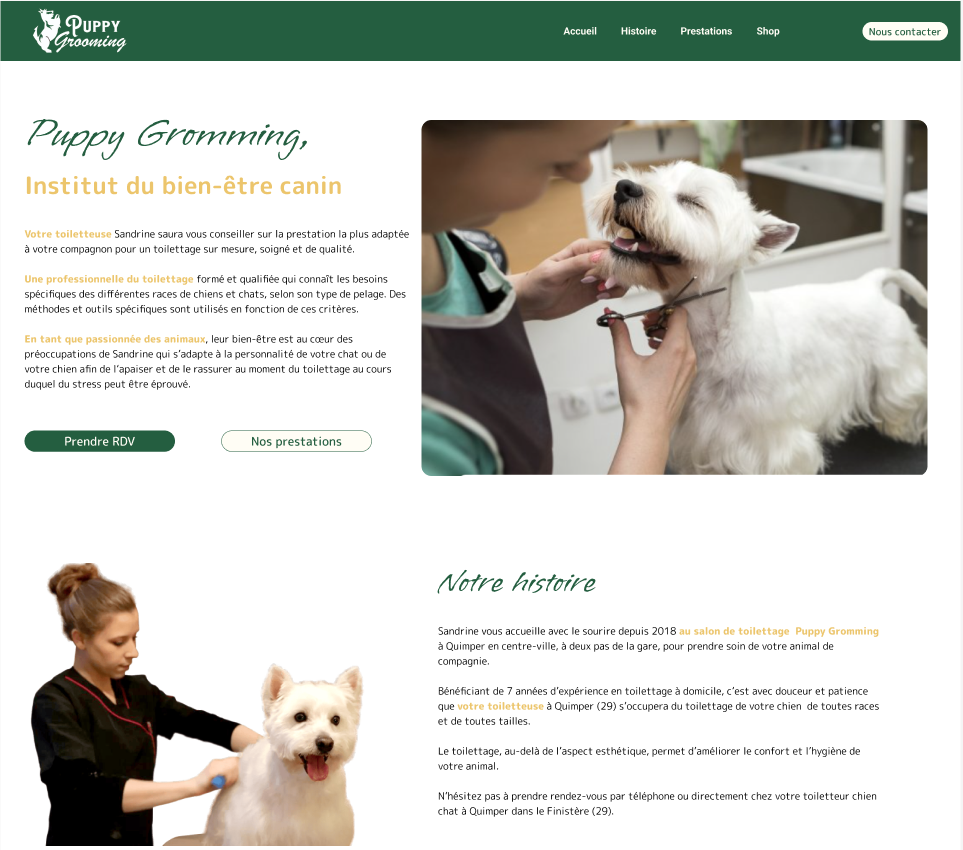 Puppy
Grooming
Accueil
Histoire
Prestations
Shop
Nous contacter
Puppy Gromming,
Institut du bien-être canin
Votre toiletteuse Sandrine saura vous conseiller sur la prestation la plus adaptée
à votre compagnon pour un toilettage sur mesure, soigné et de qualité.
Une professionnelle du toilettage formé et qualifiée qui connaît les besoins
spécifiques des différentes races de chiens et chats, selon son type de pelage. Des
méthodes et outils spécifiques sont utilisés en fonction de ces critères.
En tant que passionnée des animaux, leur bien-être est au cœur des
préoccupations de Sandrine qui s'adapte à la personnalité de votre chat ou de
votre chien afin de l'apaiser et de le rassurer au moment du toilettage au cours
duquel du stress peut être éprouvé.
Prendre RDV
Nos prestations
Notre histoire
Sandrine vous accueille avec le sourire depuis 2018 au salon de toilettage Puppy Gromming
à Quimper en centre-ville, à deux pas de la gare, pour prendre soin de votre animal de
compagnie.
Bénéficiant de 7 années d'expérience en toilettage à domicile, c'est avec douceur et patience
que votre toiletteuse à Quimper (29) s'occupera du toilettage de votre chien de toutes races
et de toutes tailles.
Le toilettage, au-delà de l'aspect esthétique, permet d'améliorer le confort et l'hygiène de
votre animal.
N'hésitez pas à prendre rendez-vous par téléphone ou directement chez votre toiletteur chien
chat à Quimper dans le Finistère (29).